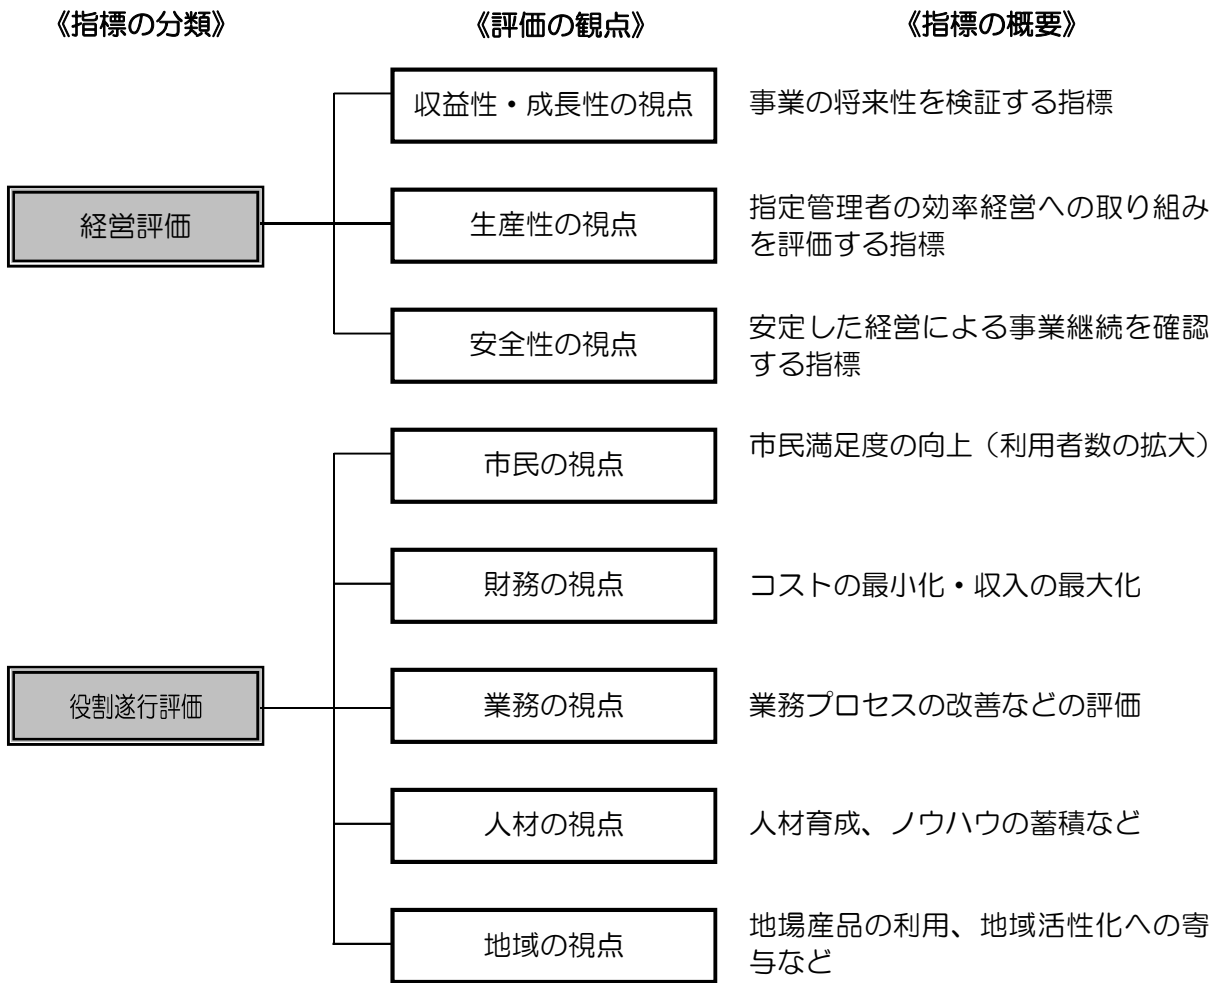 《指標の分類》 《評価の観点》 《指標の概要》
収益性・成長性の視点 事業の将来性を検証する指標
経営評価
生産性の視点 指定管理者の効率経営への取り組み
を評価する指標
安全性の視点 安定した経営による事業継続を確認
する指標
市民の視点 市民満足度の向上（利用者数の拡大）
財務の視点 コストの最小化・収入の最大化
役割遂行評価
業務の視点 業務プロセスの改善などの評価
人材の視点 人材育成、ノウハウの蓄積など
地域の視点 地場産品の利用、地域活性化への寄
与など